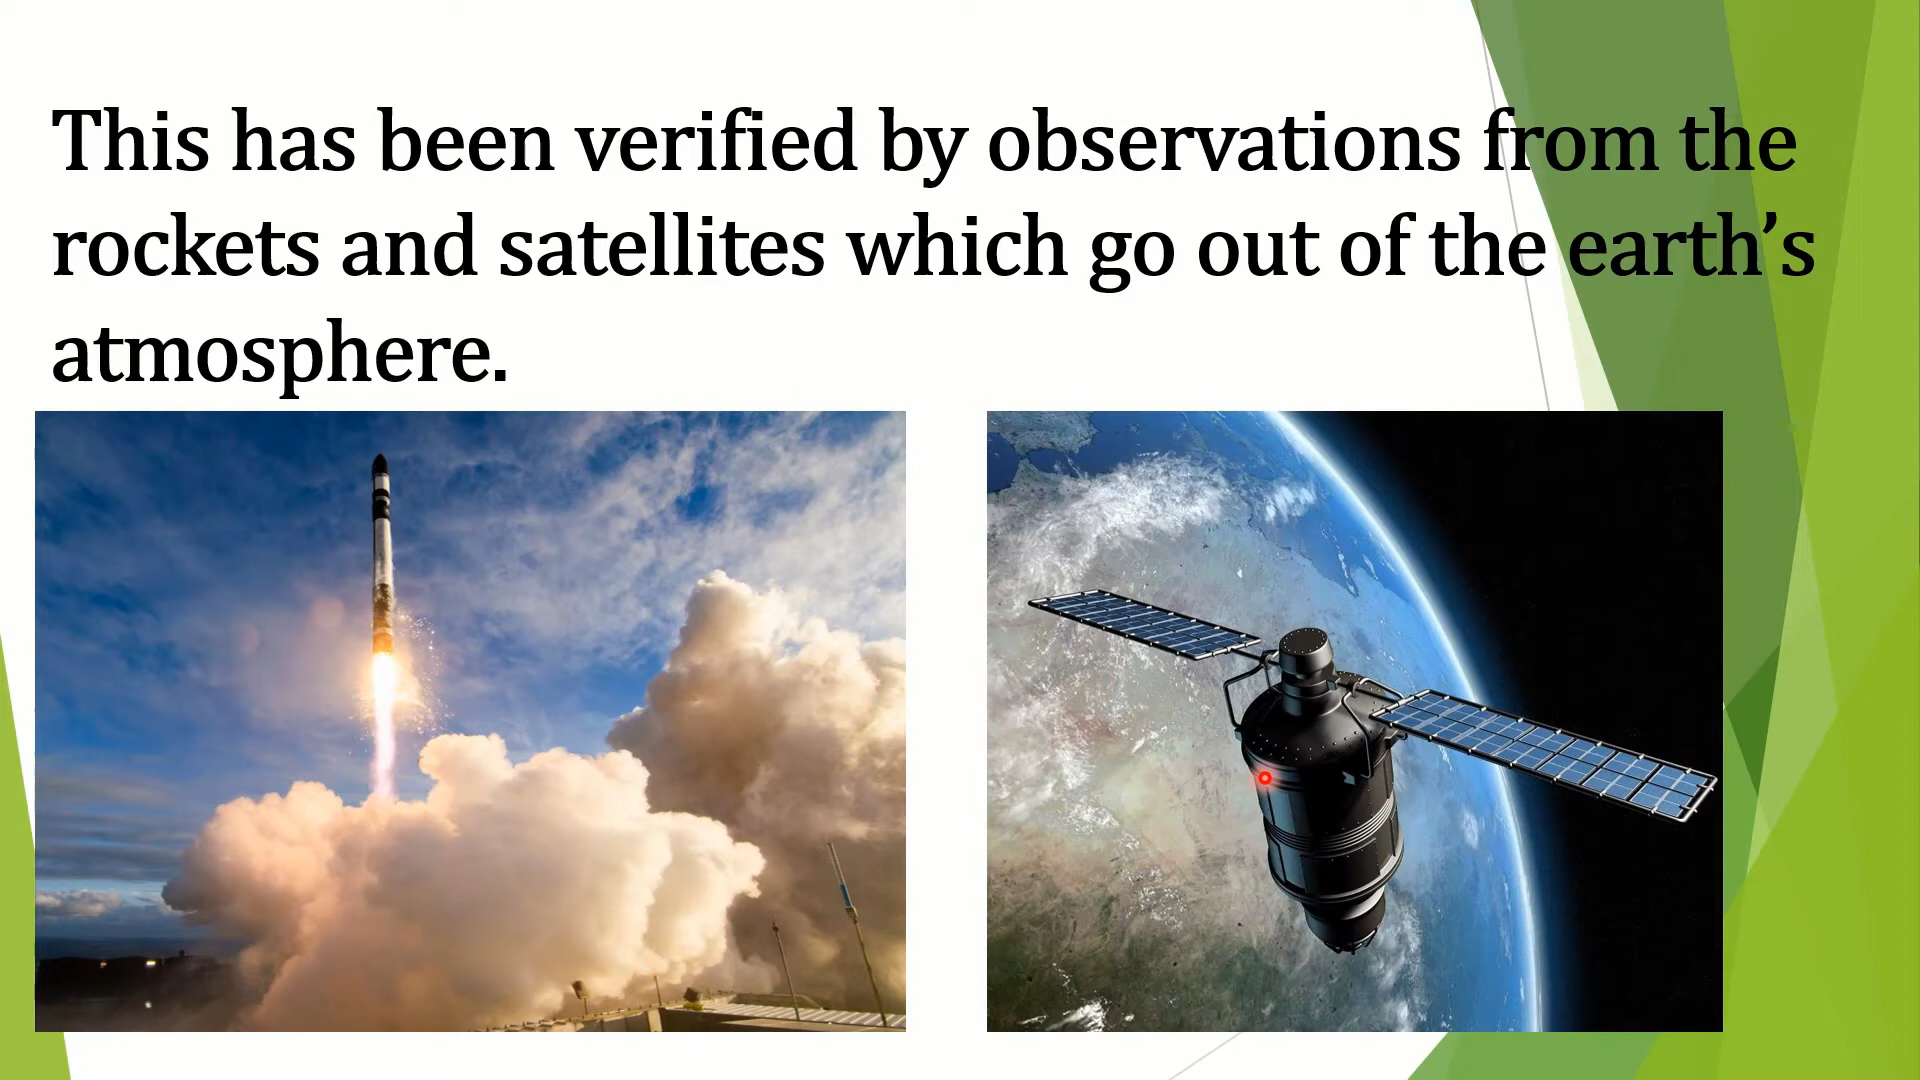 This has been verified by observations from the
rockets and satellites which go out of the earth’s
atmosphere.